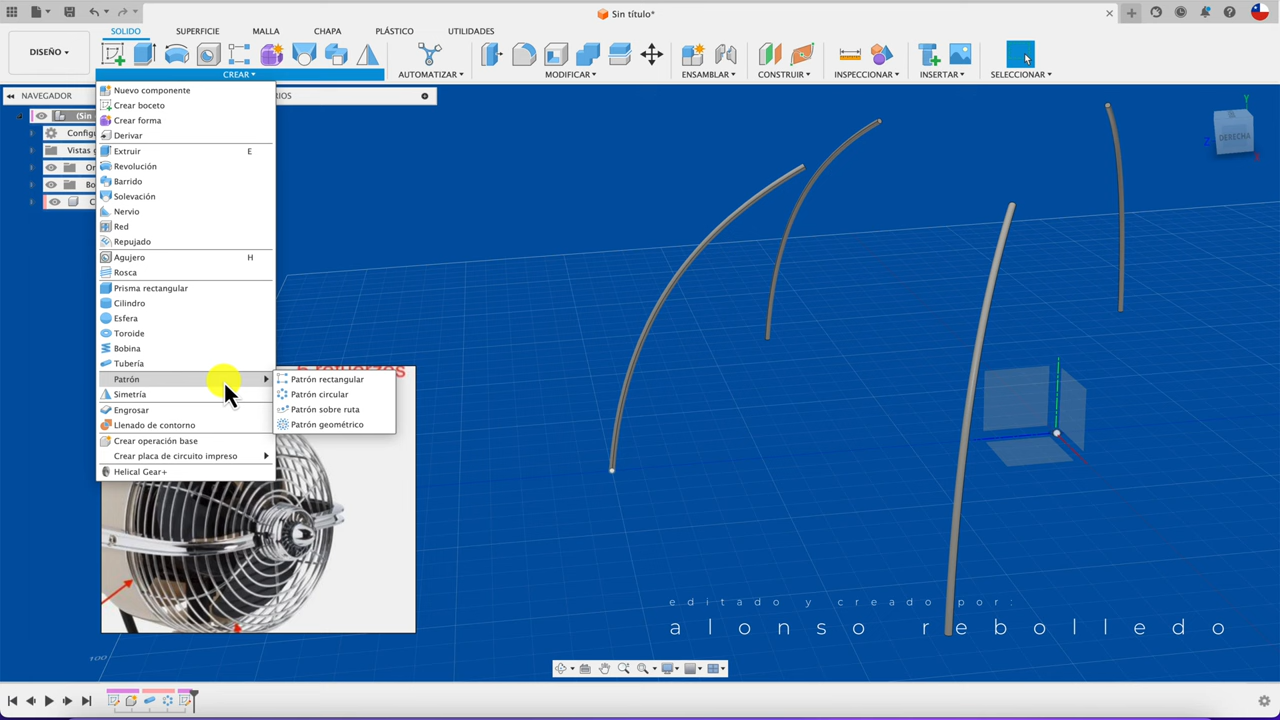 Sin título*
DISEÑO
SOLIDO
SUPERFICIE
MALLA
CHAPA
PLÁSTICO
UTILIDADES
CREAR
AUTOMATIZAR
MODIFICAR
ENSAMBLAR
CONSTRUIR
INSPECCIONAR
INSERTAR
SELECCIONAR
NAVEGADOR
(Sin
Vistas
Nuevo componente
Crear boceto
Crear forma
Derivar
Extruir E
Revolución
Barrido
Solevación
Nervio
Red
Repujado
Agujero H
Rosca
Prisma rectangular
Cilindro
Esfera
Toroide
Bobina
Tubería
Patrón
Simetría
Engrosar
Llenado de contorno
Crear operación base
Crear placa de circuito impreso
Helical Gear+
Patrón rectangular
Patrón circular
Patrón sobre ruta
Patrón geométrico
Y
Z
DERECHA
100
editado y creado por:
alonso rebolledo